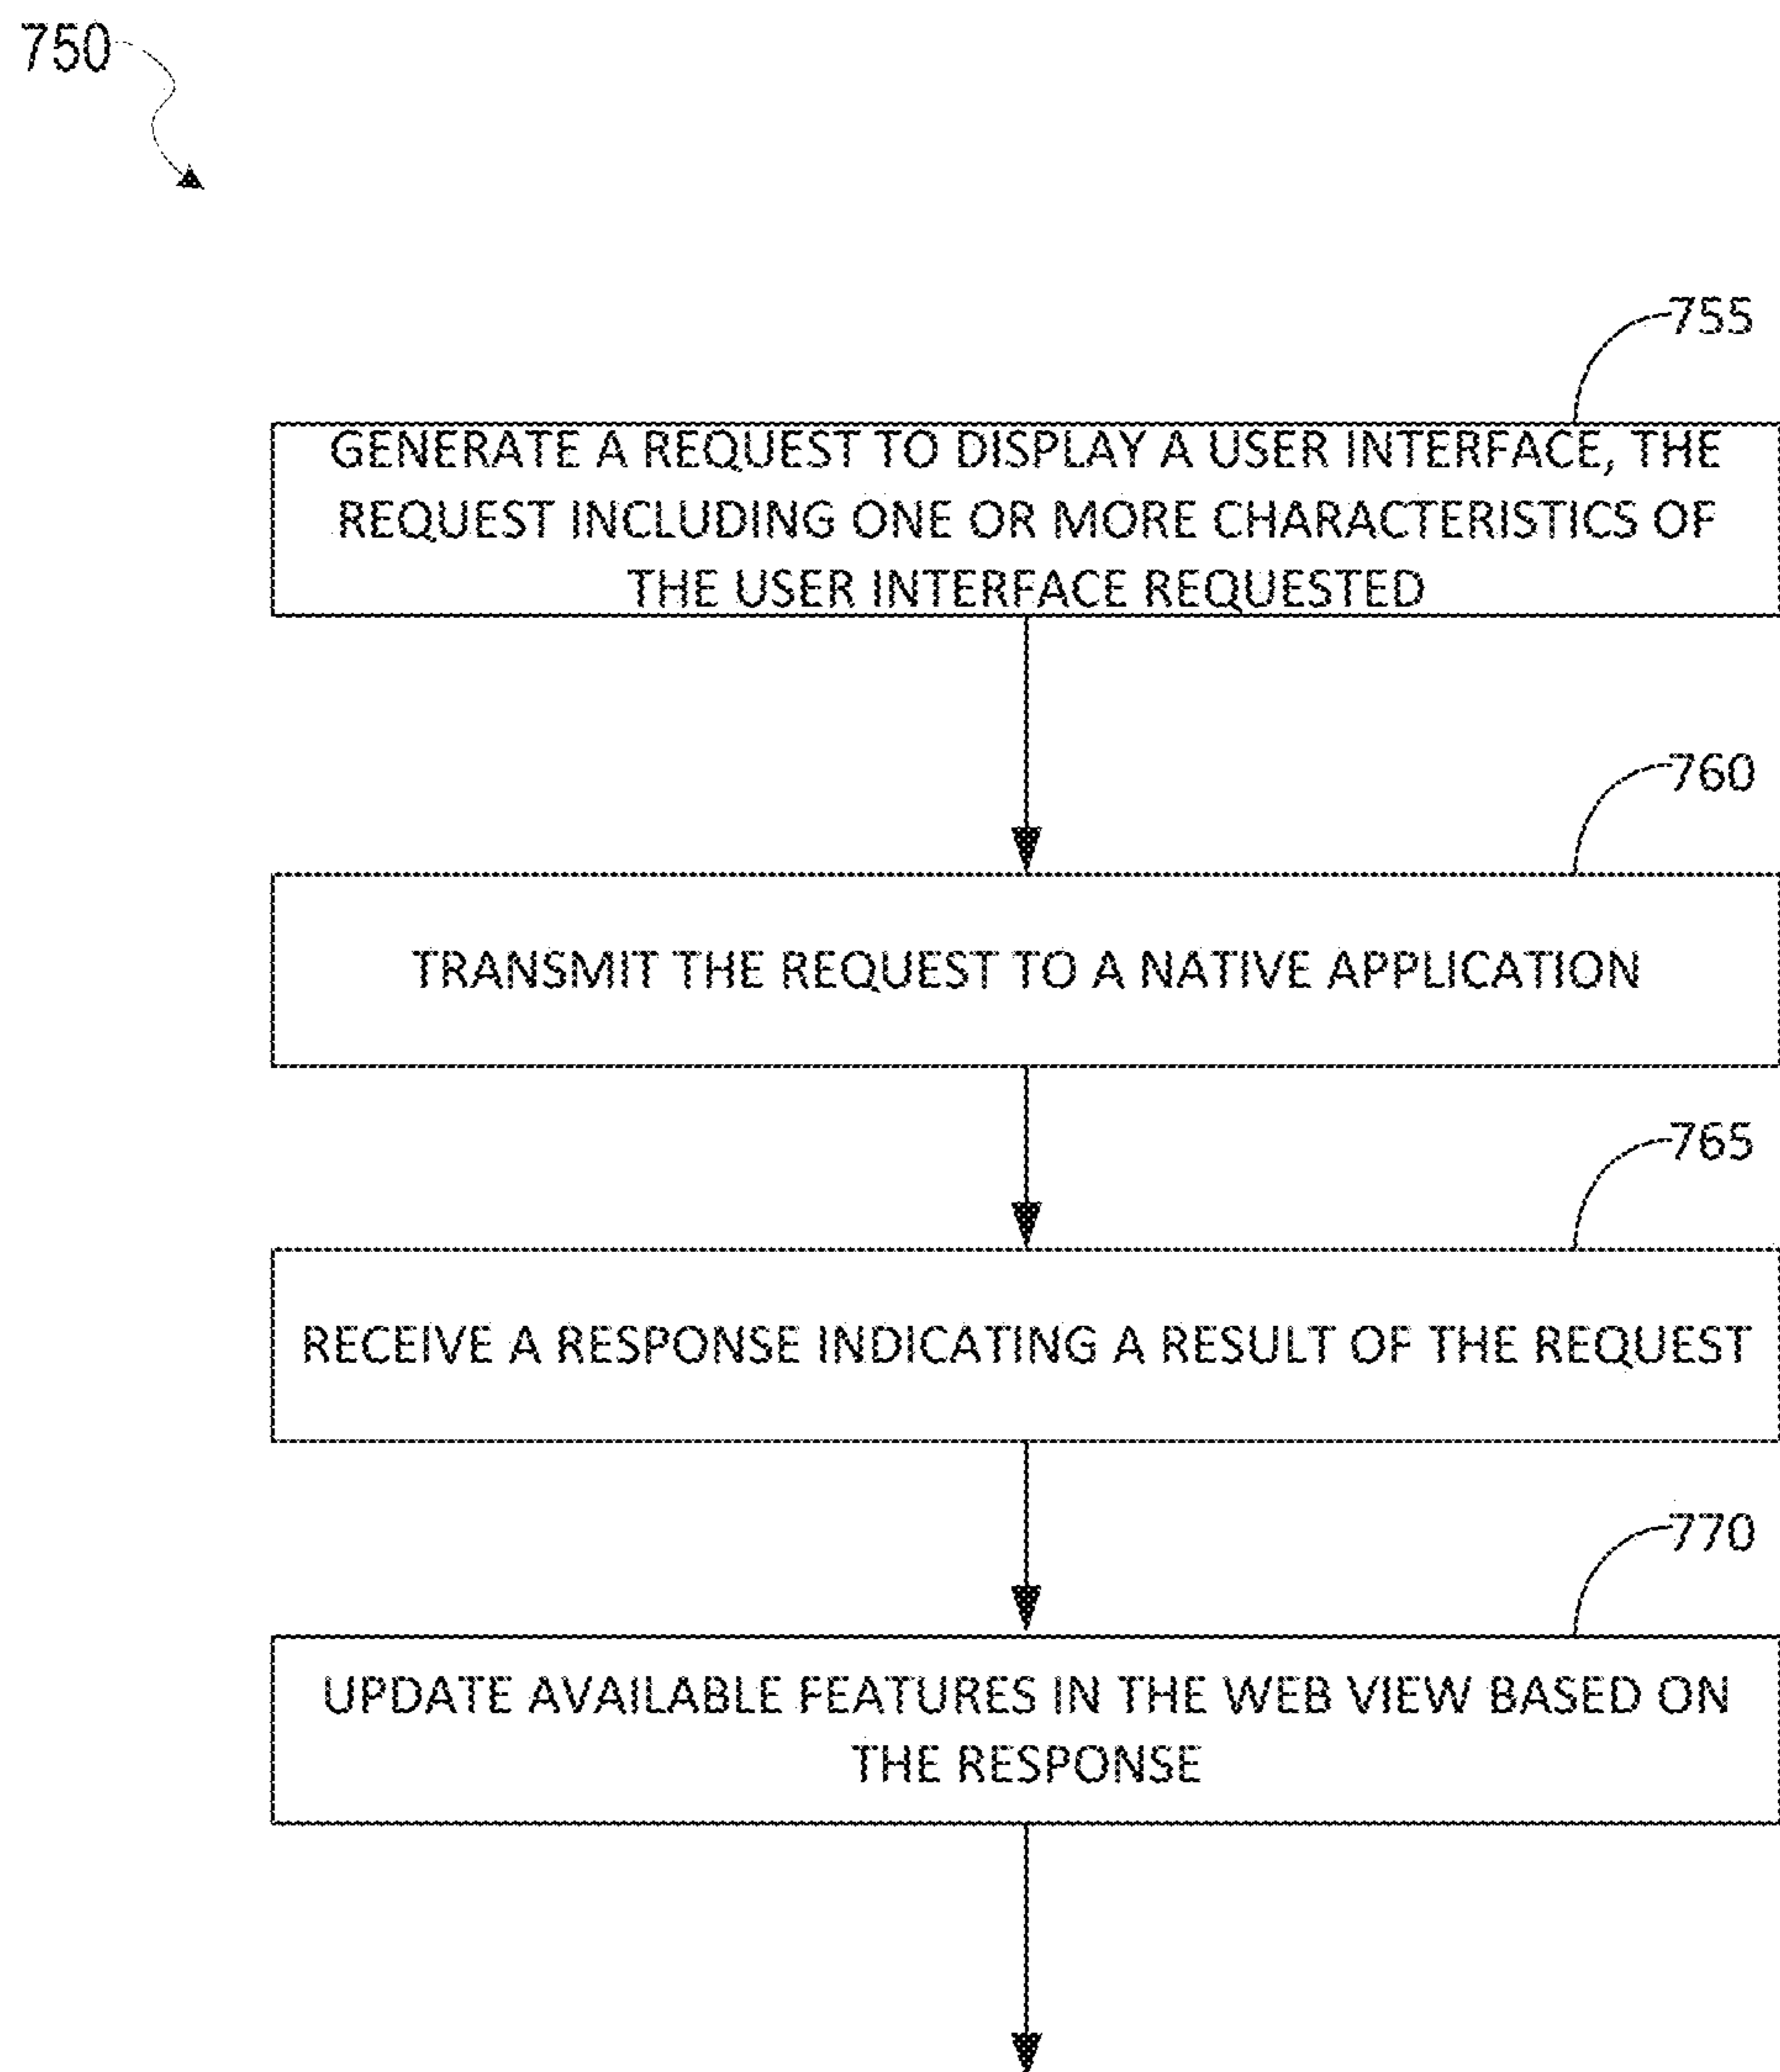 750
755
GENERATE A REQUEST TO DISPLAY A USER INTERFACE, THE
REQUEST INCLUDING ONE OR MORE CHARACTERISTICS OF
THE USER INTERFACE REQUESTED
760
TRANSMIT THE REQUEST TO A NATIVE APPLICATION
765
RECEIVE A RESPONSE INDICATING A RESULT OF THE REQUEST
770
UPDATE AVAILABLE FEATURES IN THE WEB VIEW BASED ON
THE RESPONSE